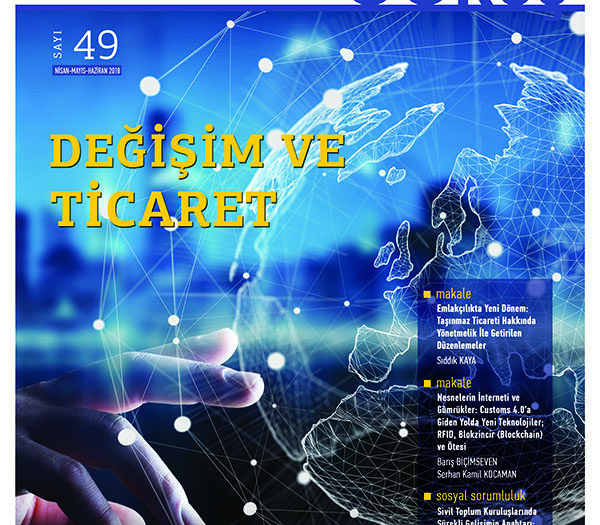 SAYI 49
NİSAN-MAYIS-HAZİRAN 2018
DEĞİŞİM VE
TİCARET
makale
Emlakçılıkta Yeni Dönem:
Taşınmaz Ticareti Hakkında
Yönetmelik İle Getirilen
Düzenlemeler
Sıddık KAYA
makale
Nesnelerin İnterneti ve
Gümrükler: Customs 4.0'a
Giden Yolda Yeni Teknolojiler;
RFID, Blokzincir (Blockchain)
ve Ötesi
Barış BİÇİMSEVEN
Serhan Kamil KOCAMAN
sosyal sorumluluk
Sivil Toplum Kuruluşlarında
Sürekli Gelişimin Anahtarı: